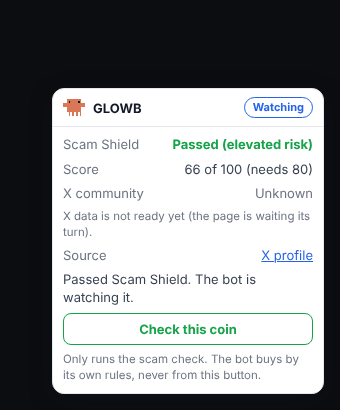 GLOWB
Watching
Scam Shield
Passed (elevated risk)
Score
66 of 100 (needs 80)
X community
Unknown
X data is not ready yet (the page is waiting its
turn).
Source
X profile
Passed Scam Shield. The bot is
watching it.
Check this coin
Only runs the scam check. The bot buys by
its own rules, never from this button.